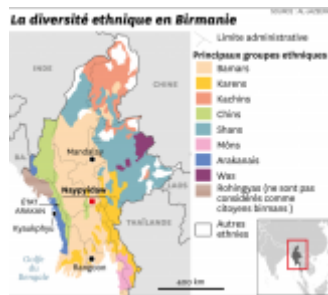 SOURCE : AL-JAZEERA
La diversité ethnique en Birmanie
Limite administrative
Principaux groupes ethniques
Bamars
Karens
Kachins
Chins
Shans
Môns
Arakanais
Was
Rohingyas (ne sont pas
considérés comme
citoyens birmans)
Autres
ethnies
INDE
CHINE
BA.
Mandalay
Naypyidaw
LAOS
ÉTAT
ARAKAN
Kyaukphyu
THAÏLANDE
Golfe du
Bengale
Rangoon
400 km